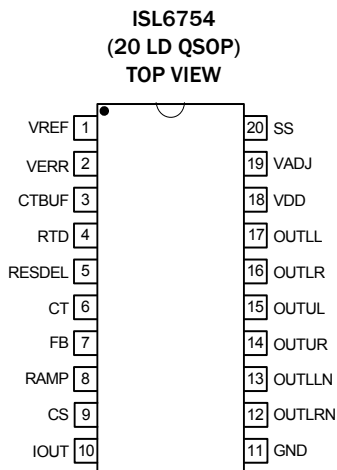 ISL6754
(20 LD QSOP)
TOP VIEW
VREF 1 20 SS
VERR 2 19 VADJ
CTBUF 3 18 VDD
RTD 4 17 OUTLL
RESDEL 5 16 OUTLR
CT 6 15 OUTUL
FB 7 14 OUTUR
RAMP 8 13 OUTLLN
CS 9 12 OUTLRN
IOUT 10 11 GND